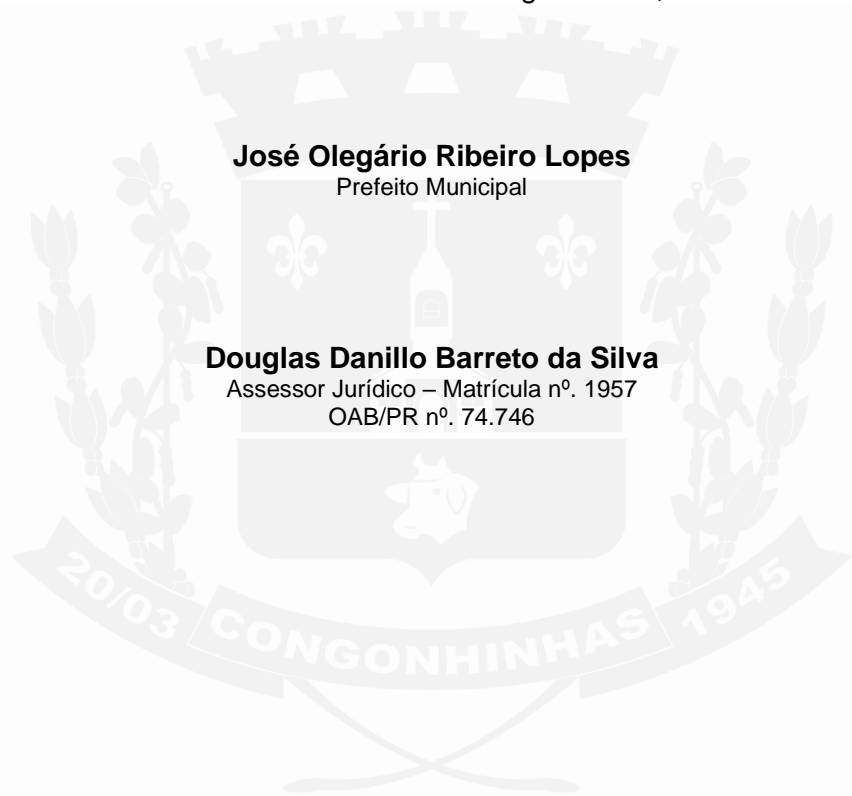 José Olegário Ribeiro Lopes
Prefeito Municipal
Douglas Danillo Barreto da Silva
Assessor Jurídico – Matrícula nº. 1957
OAB/PR nº. 74.746
20/03 CONGONHINHAS 1945